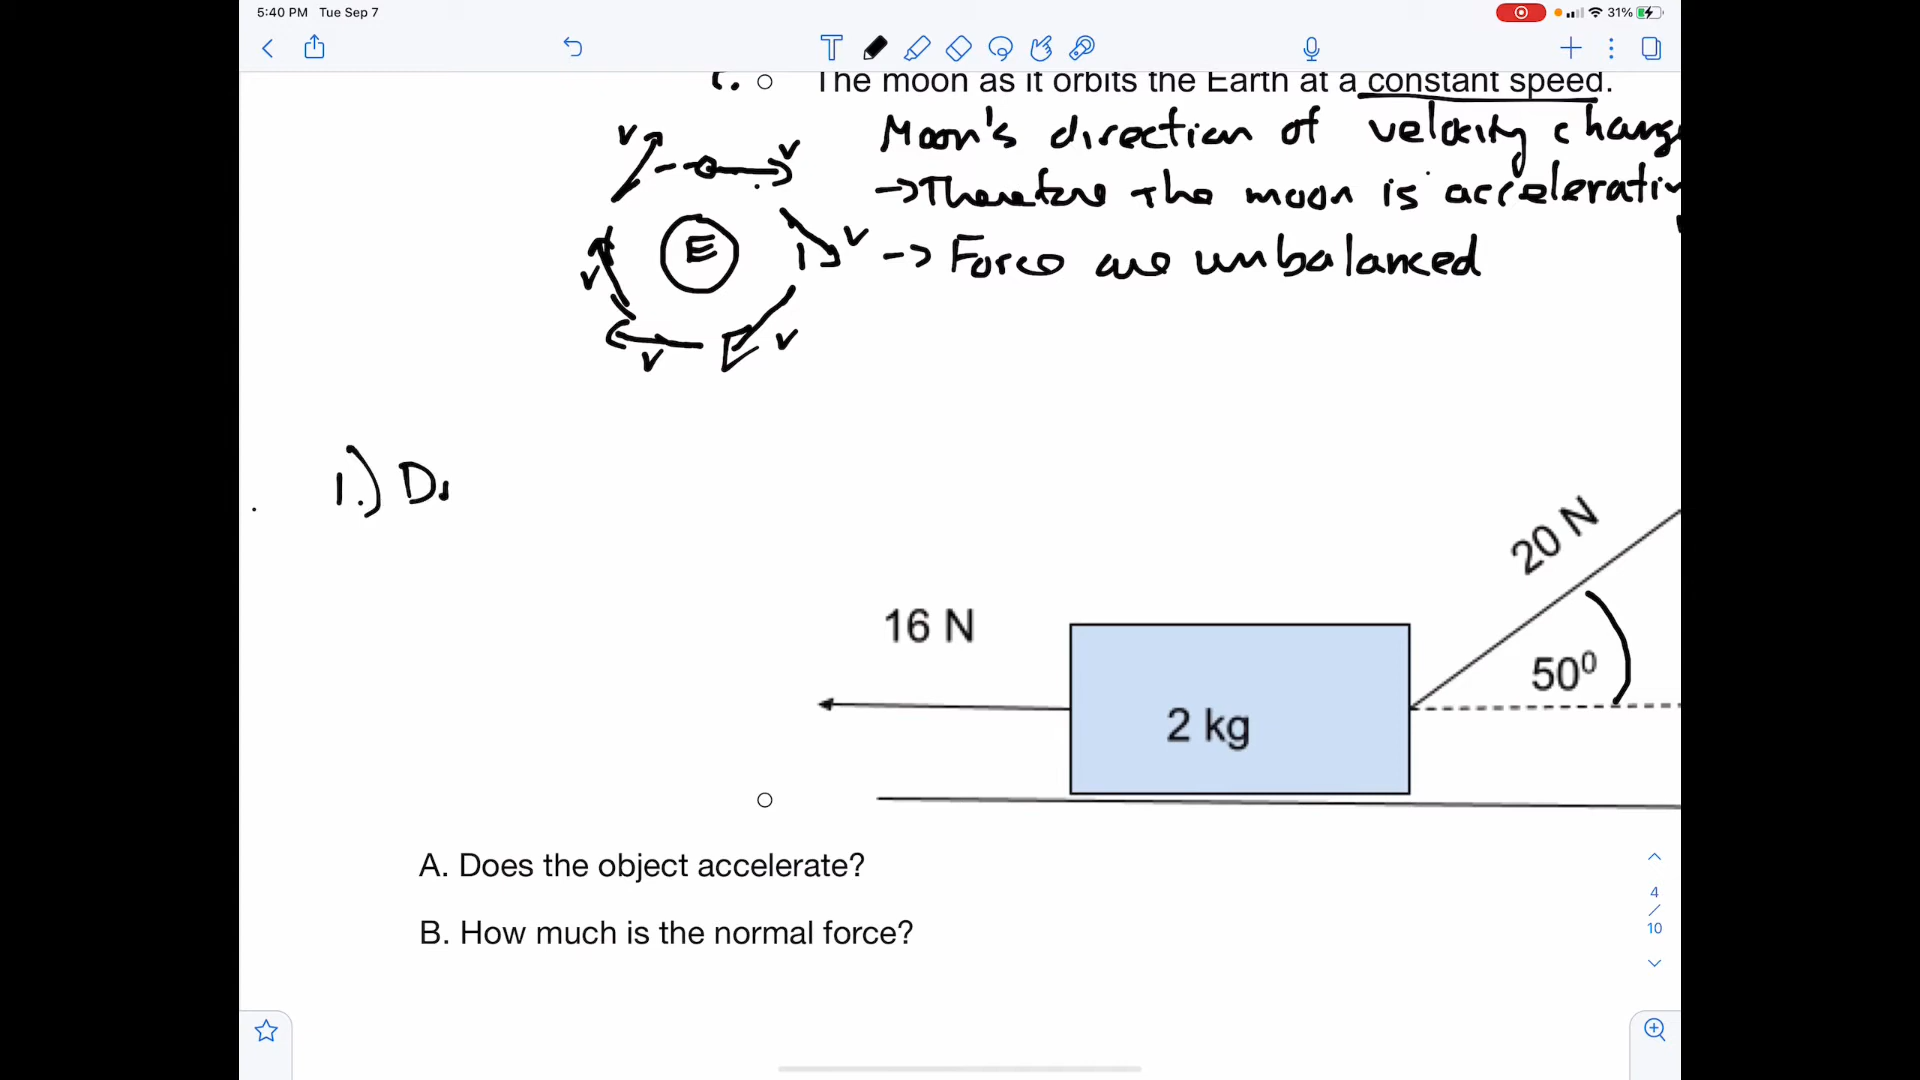 5:40 PM Tue Sep 7
31%
T
c. The moon as it orbits the Earth at a constant speed.
Moon's direction of velocity chang
→Therefore the moon is acceleratin
→ Force are unbalanced
V
V
V
V
V
V
E
1.) D
20 N
16 N
50⁰
2 kg
A. Does the object accelerate?
B. How much is the normal force?
4
/
10